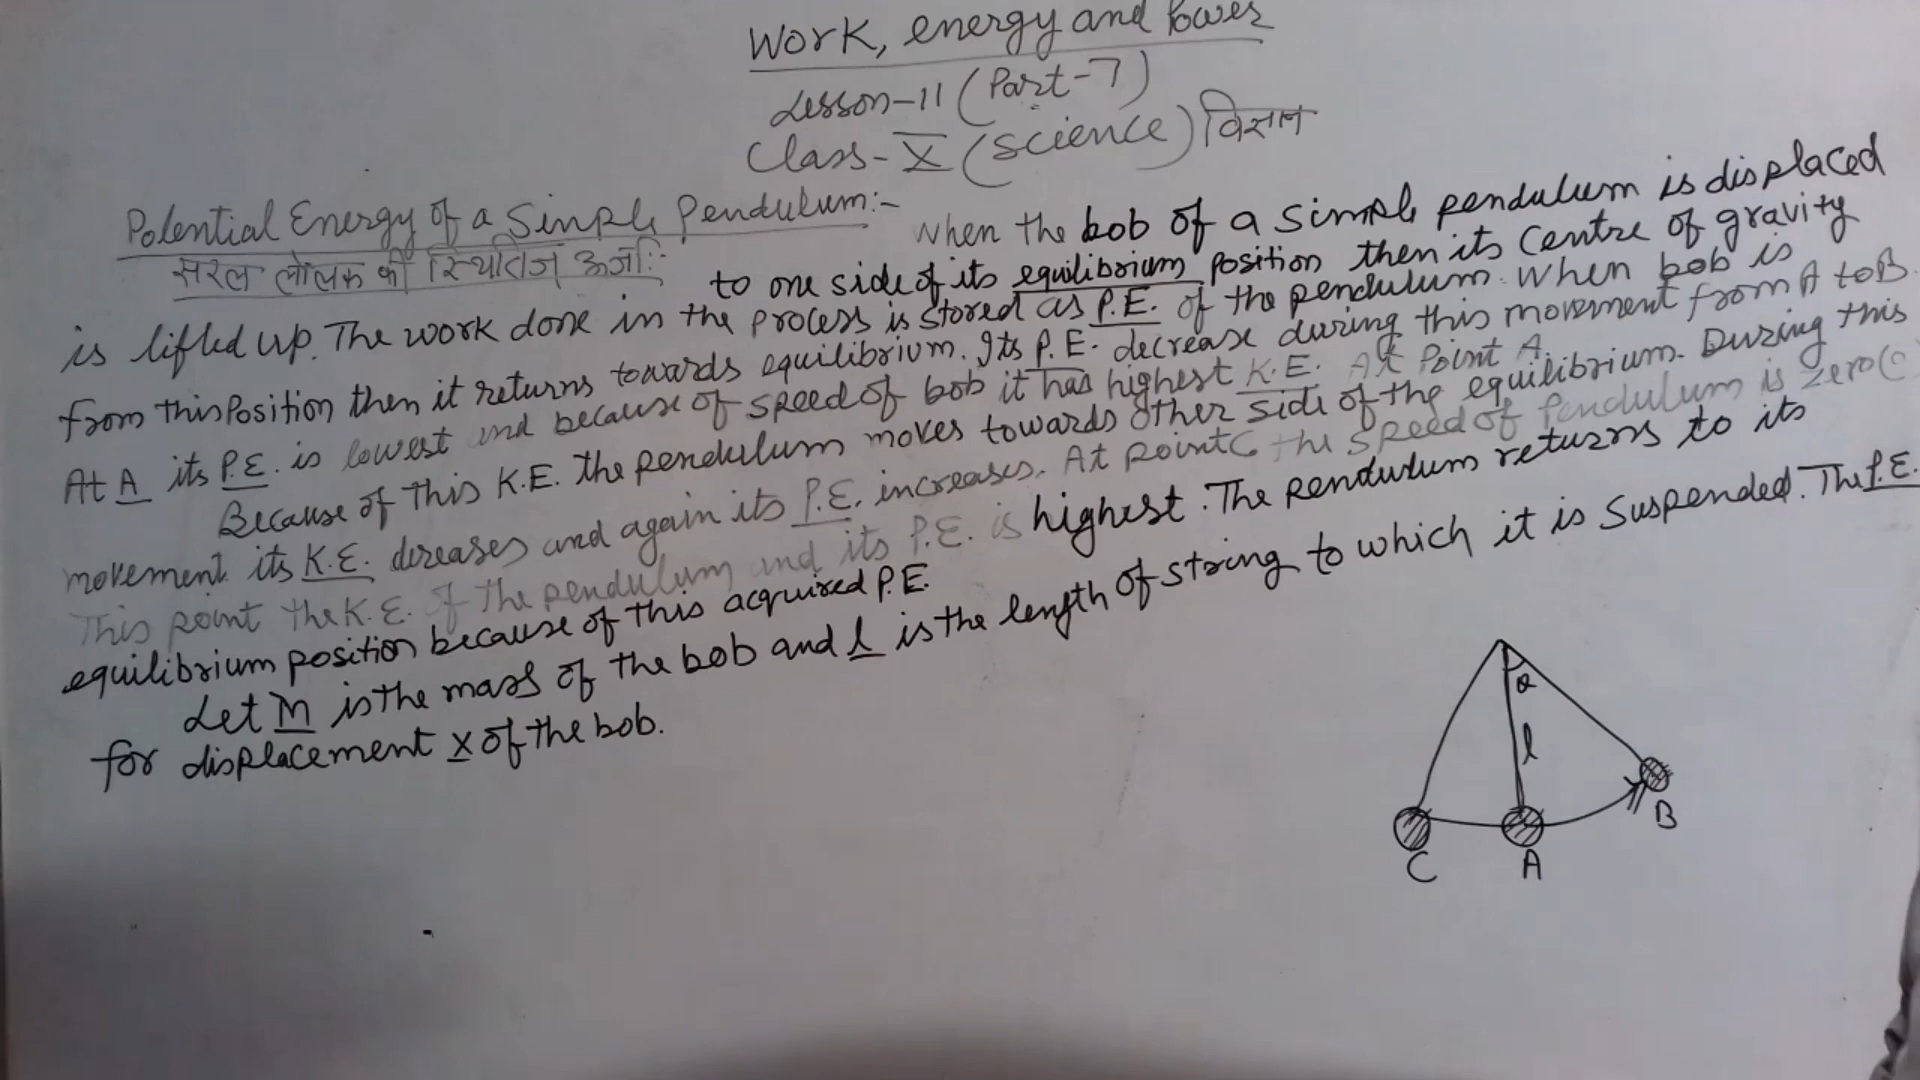 Work, energy and Power
Lesson-11 (Part-7)
Class-X (Science) विज्ञान
Potential Energy of a Simple Pendulum:- when the bob of a simple pendulum is displaced
सरल लोलक की स्थितिज ऊर्जा:-
to one side of its equilibrium position then its centre of gravity
is lifted up. The work done in the process is stored as P.E. of the pendulum. When bob is
from this Position then it returns towards equilibrium. Its P.E. decrease during this movement from A to B.
At A its P.E. is lowest and because of speed of bob it has highest K.E. At Point A
Because of this K.E. the pendulum moves towards other side of the equilibrium. During this
movement its K.E. dereases and again its P.E. increases. At point C the speed of Pendulum is zero(0
This point the K.E. of the pendulum and its P.E. is highest. The Pendulum returns to its
equilibrium position because of this acquired P.E.
Let M is the mass of the bob and l is the length of string to which it is suspended. The P.E.
for displacement x of the bob.
l
B
C
A